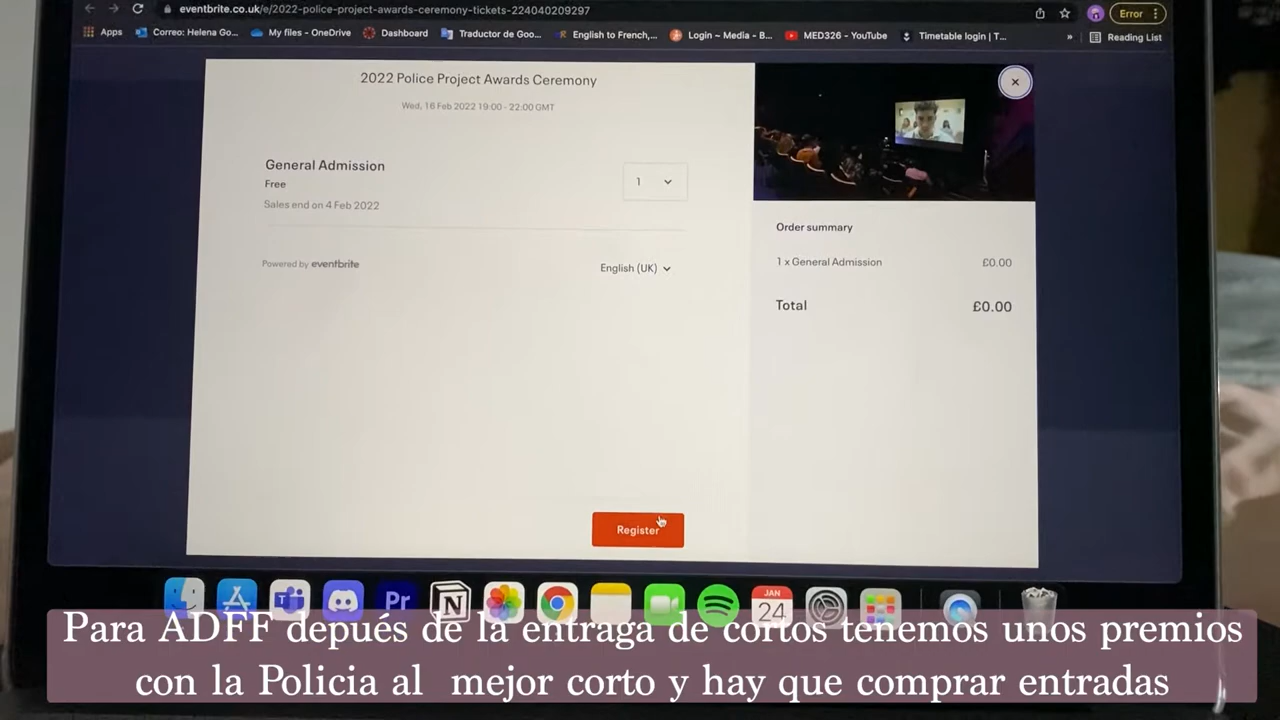 eventbrite.co.uk/e/2022-police-project-awards-ceremony-tickets-224040209297
Error
Apps
Correo: Helena Go...
My files - OneDrive
Dashboard
Traductor de Goo...
English to French,...
Login ~ Media - B...
MED326 - YouTube
Timetable login | T...
»
Reading List
2022 Police Project Awards Ceremony
Wed, 16 Feb 2022 19:00 - 22:00 GMT
General Admission
Free
1
Sales end on 4 Feb 2022
Powered by eventbrite
English (UK)
Order summary
1 x General Admission £0.00
Total £0.00
Register
Pr
N
JAN
24
Para ADFF depués de la entraga de cortos tenemos unos premios
con la Policia al mejor corto y hay que comprar entradas